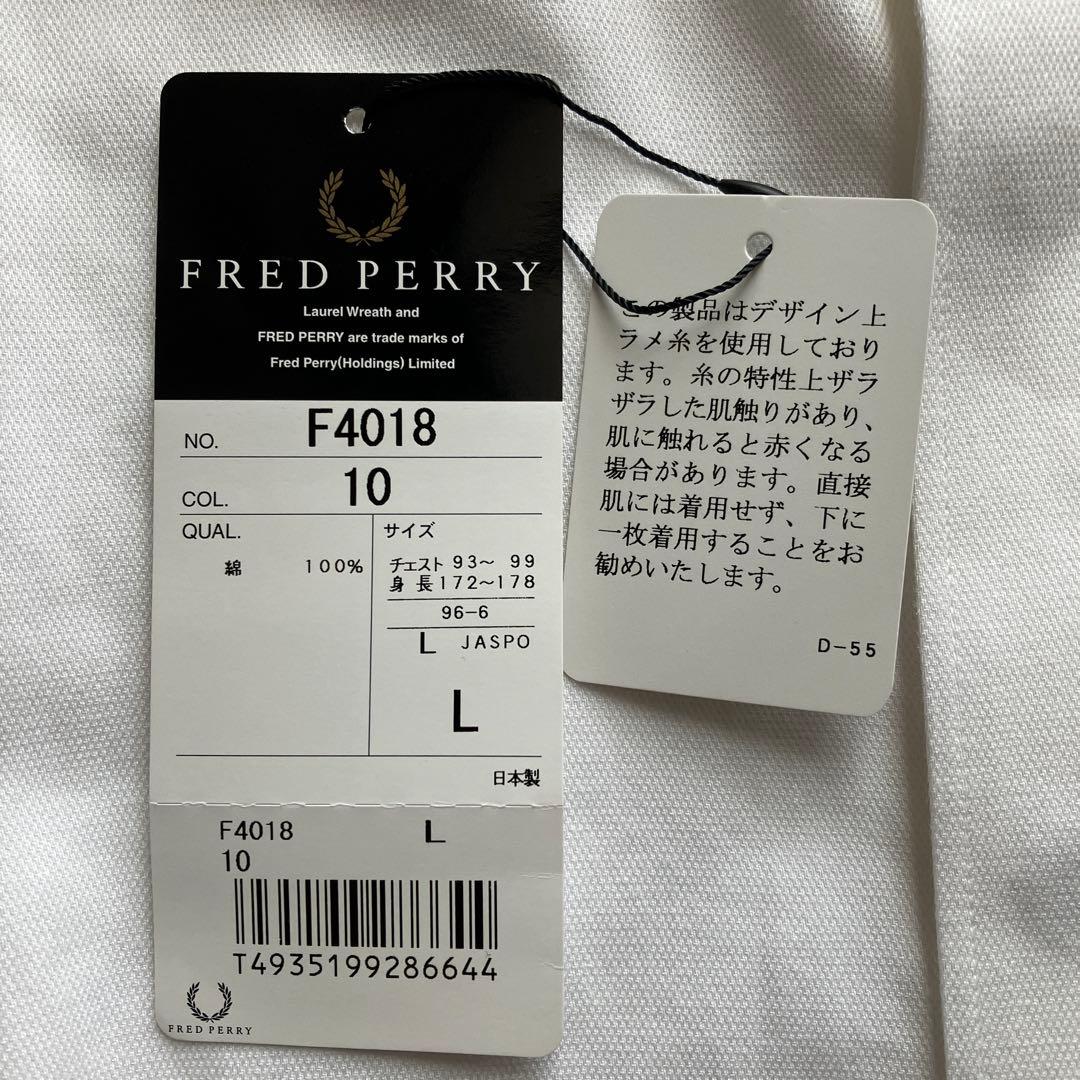 FRED PERRY
Laurel Wreath and
FRED PERRY are trade marks of
Fred Perry(Holdings) Limited
NO. F4018
COL. 10
QUAL.
綿 100%
サイズ
チェスト 93～ 99
身 長 172～178
96-6
L JASPO
L
日本製
F4018 L
10
T4935199286644
FRED PERRY
この製品はデザイン上
ラメ糸を使用しており
ます。糸の特性上ザラ
ザラした肌触りがあり、
肌に触れると赤くなる
場合があります。直接
肌には着用せず、下に
一枚着用することをお
勧めいたします。
D-55